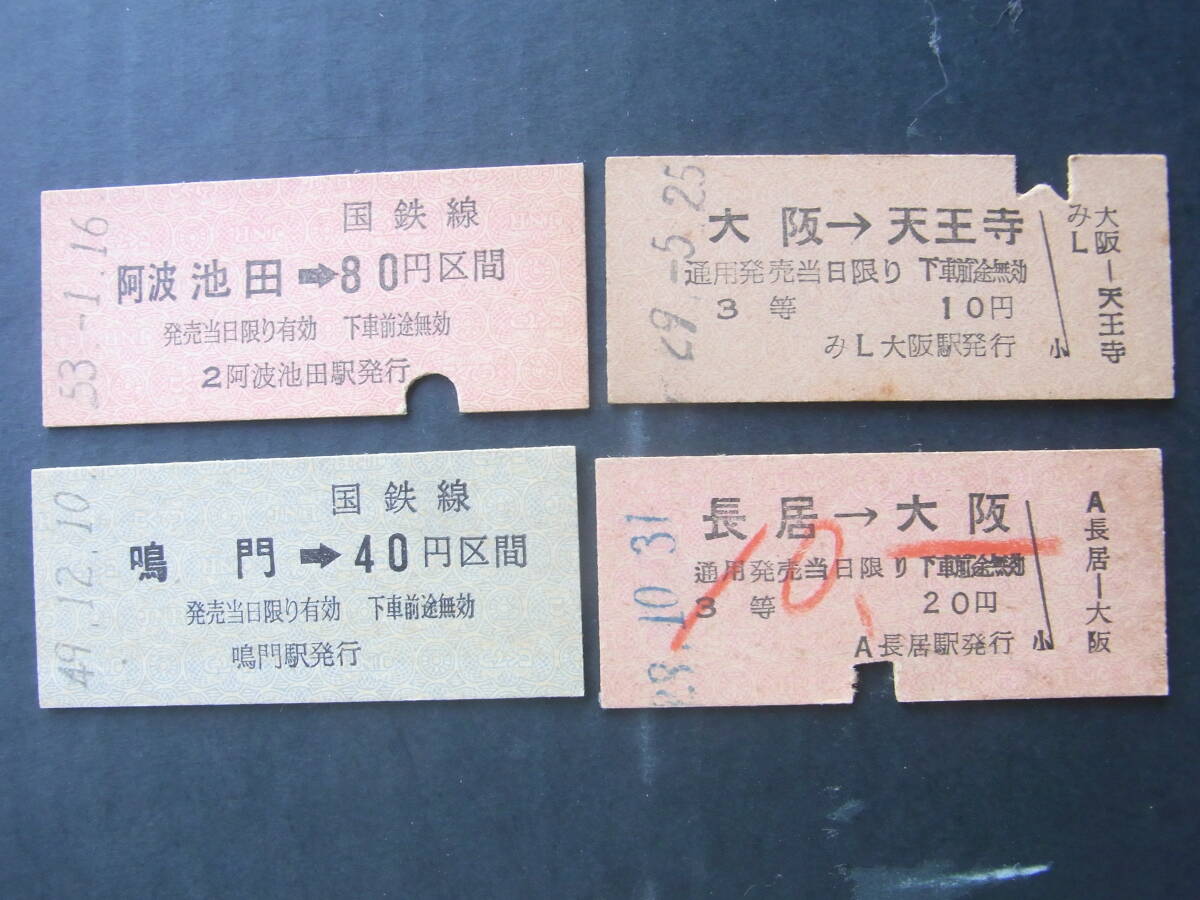 53.-1.16
国鉄線
阿波池田➡80円区間
発売当日限り有効 下車前途無効
2阿波池田駅発行
-5.25
大阪→天王寺
通用発売当日限り 下車前途無効
3等 10円
みL大阪駅発行
小
大阪ー天王寺
みL
49.12.10
国鉄線
鳴門➡40円区間
発売当日限り有効 下車前途無効
鳴門駅発行
10 31
長居→大阪
通用発売当日限り 下車前途無効
3等 20円
A長居駅発行
小
A長居ー大阪
10